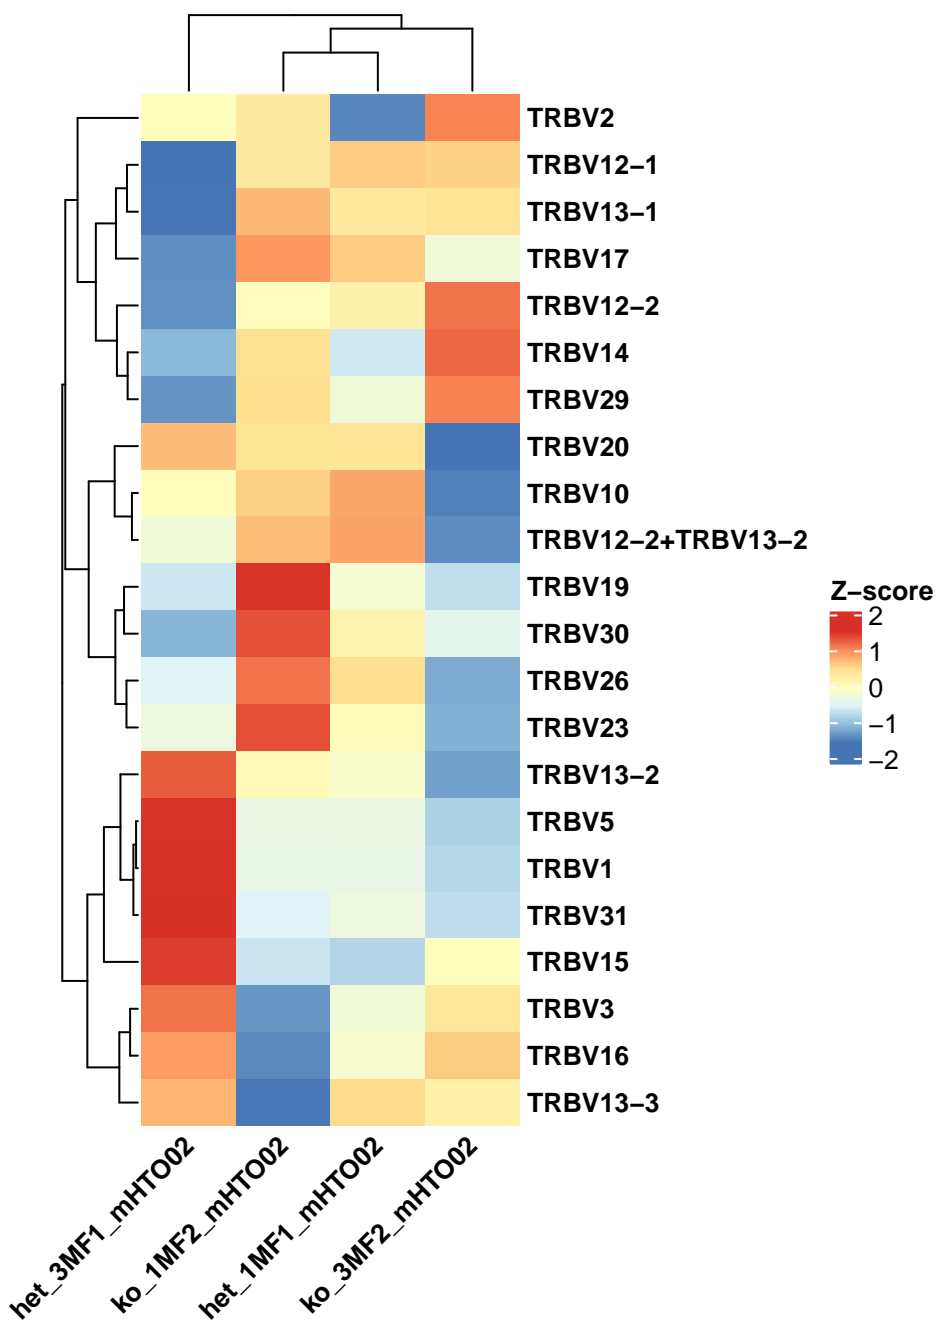 TRBV2
TRBV12−1
TRBV13−1
TRBV17
TRBV12−2
TRBV14
TRBV29
TRBV20
TRBV10
TRBV12−2+TRBV13−2
TRBV19
TRBV30
TRBV26
TRBV23
TRBV13−2
TRBV5
TRBV1
TRBV31
TRBV15
TRBV3
TRBV16
TRBV13−3
Z−score
2
1
0
−1
−2
het_3MF1_mHTO02
ko_1MF2_mHTO02
het_1MF1_mHTO02
ko_3MF2_mHTO02